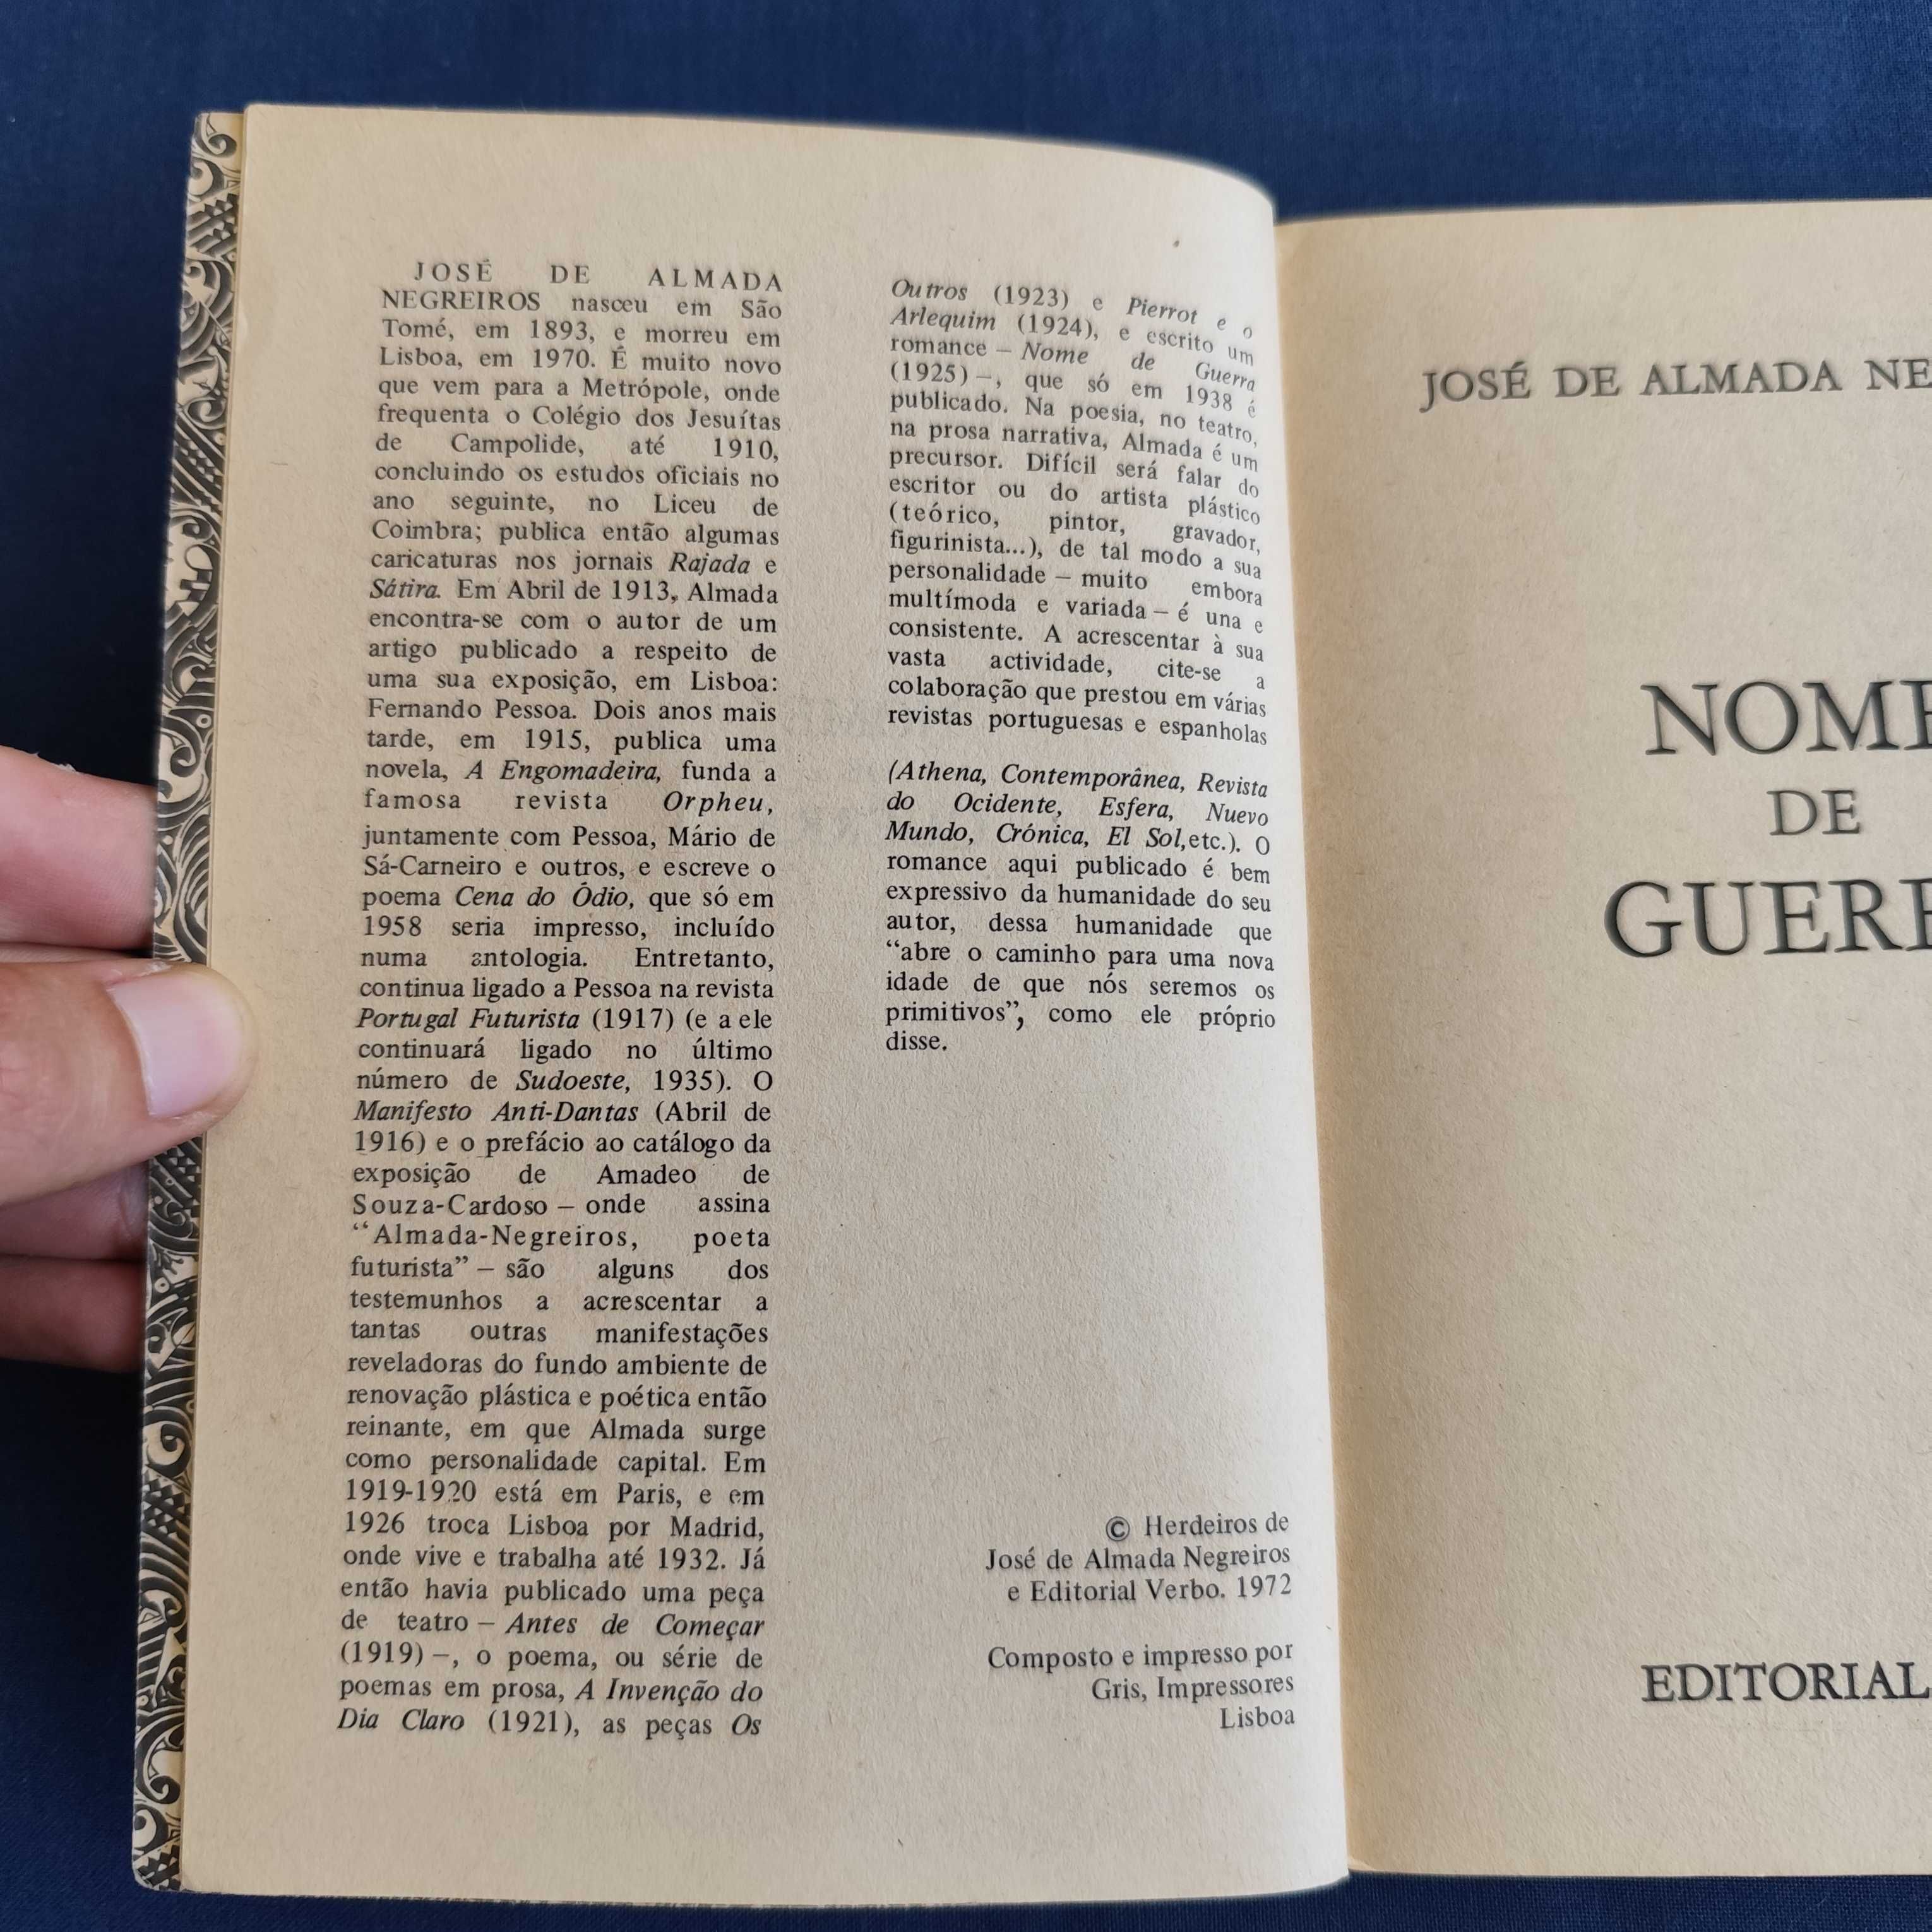 JOSÉ DE ALMADA
NEGREIROS nasceu em São
Tomé, em 1893, e morreu em
Lisboa, em 1970. É muito novo
que vem para a Metrópole, onde
frequenta o Colégio dos Jesuítas
de Campolide, até 1910,
concluindo os estudos oficiais no
ano seguinte, no Liceu de
Coimbra; publica então algumas
caricaturas nos jornais Rajada e
Sátira. Em Abril de 1913, Almada
encontra-se com o autor de um
artigo publicado a respeito de
uma sua exposição, em Lisboa:
Fernando Pessoa. Dois anos mais
tarde, em 1915, publica uma
novela, A Engomadeira, funda a
famosa revista Orpheu,
juntamente com Pessoa, Mário de
Sá-Carneiro e outros, e escreve o
poema Cena do Ódio, que só em
1958 seria impresso, incluído
numa antologia. Entretanto,
continua ligado a Pessoa na revista
Portugal Futurista (1917) (e a ele
continuará ligado no último
número de Sudoeste, 1935). O
Manifesto Anti-Dantas (Abril de
1916) e o prefácio ao catálogo da
exposição de Amadeo de
Souza-Cardoso – onde assina
“Almada-Negreiros, poeta
futurista” – são alguns dos
testemunhos a acrescentar a
tantas outras manifestações
reveladoras do fundo ambiente de
renovação plástica e poética então
reinante, em que Almada surge
como personalidade capital. Em
1919-1920 está em Paris, e em
1926 troca Lisboa por Madrid,
onde vive e trabalha até 1932. Já
então havia publicado uma peça
de teatro – Antes de Começar
(1919) –, o poema, ou série de
poemas em prosa, A Invenção do
Dia Claro (1921), as peças Os
Outros (1923) e Pierrot e o
Arlequim (1924), e escrito um
romance – Nome de Guerra
(1925) –, que só em 1938 é
publicado. Na poesia, no teatro,
na prosa narrativa, Almada é um
precursor. Difícil será falar do
escritor ou do artista plástico
(teórico, pintor, gravador,
figurinista...), de tal modo a sua
personalidade – muito embora
multímoda e variada – é una e
consistente. A acrescentar à sua
vasta actividade, cite-se a
colaboração que prestou em várias
revistas portuguesas e espanholas
(Athena, Contemporânea, Revista
do Ocidente, Esfera, Nuevo
Mundo, Crónica, El Sol,etc.). O
romance aqui publicado é bem
expressivo da humanidade do seu
autor, dessa humanidade que
“abre o caminho para uma nova
idade de que nós seremos os
primitivos”, como ele próprio
disse.
© Herdeiros de
José de Almada Negreiros
e Editorial Verbo. 1972
Composto e impresso por
Gris, Impressores
Lisboa
JOSÉ DE ALMADA NE
NOME
DE
GUERR
EDITORIAL